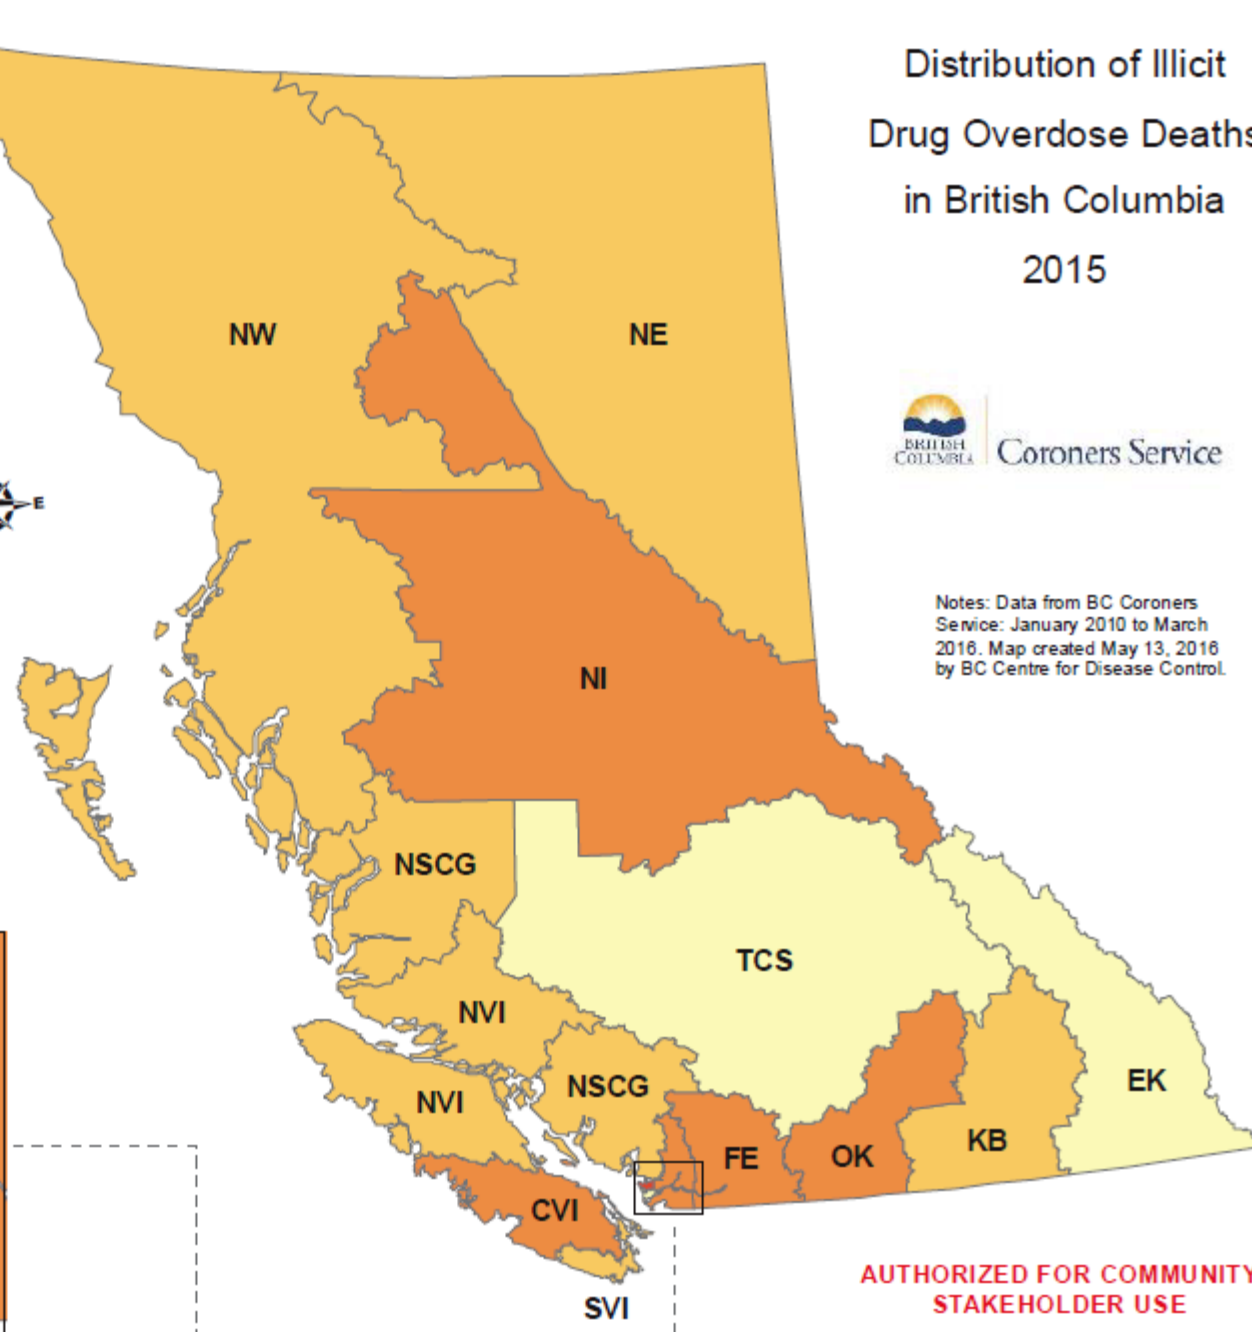 Distribution of Illicit
Drug Overdose Deaths
in British Columbia
2015
NW
NE
BRITISH
COLUMBIA
Coroners Service
E
Notes: Data from BC Coroners
Service: January 2010 to March
2016. Map created May 13, 2016
by BC Centre for Disease Control.
NI
NSCG
TCS
NVI
NSCG
EK
NVI
KB
FE
OK
CVI
SVI
AUTHORIZED FOR COMMUNITY
STAKEHOLDER USE